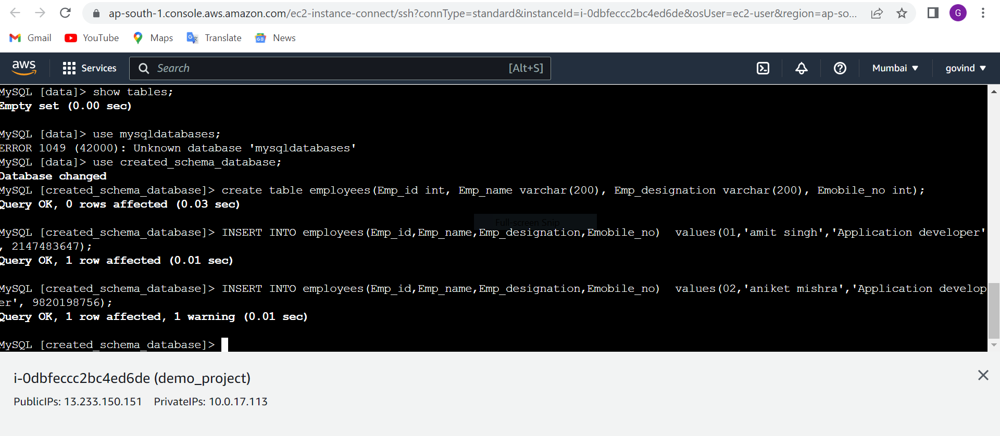 ap-south-1.console.aws.amazon.com/ec2-instance-connect/ssh?connType=standard&instanceId=i-0dbfeccc2bc4ed6de&osUser=ec2-user&region=ap-so...
G
Gmail YouTube Maps Translate News
aws Services Search [Alt+S] Mumbai govind
MySQL [data]> show tables;
Empty set (0.00 sec)
MySQL [data]> use mysqldatabases;
ERROR 1049 (42000): Unknown database 'mysqldatabases'
MySQL [data]> use created_schema_database;
Database changed
MySQL [created_schema_database]> create table employees(Emp_id int, Emp_name varchar(200), Emp_designation varchar(200), Emobile_no int);
Query OK, 0 rows affected (0.03 sec)
Full-screen Snip
MySQL [created_schema_database]> INSERT INTO employees(Emp_id,Emp_name,Emp_designation,Emobile_no)  values(01,'amit singh','Application developer'
, 2147483647);
Query OK, 1 row affected (0.01 sec)
MySQL [created_schema_database]> INSERT INTO employees(Emp_id,Emp_name,Emp_designation,Emobile_no)  values(02,'aniket mishra','Application develop
er', 9820198756);
Query OK, 1 row affected, 1 warning (0.01 sec)
MySQL [created_schema_database]>
i-0dbfeccc2bc4ed6de (demo_project)
PublicIPs: 13.233.150.151 PrivateIPs: 10.0.17.113